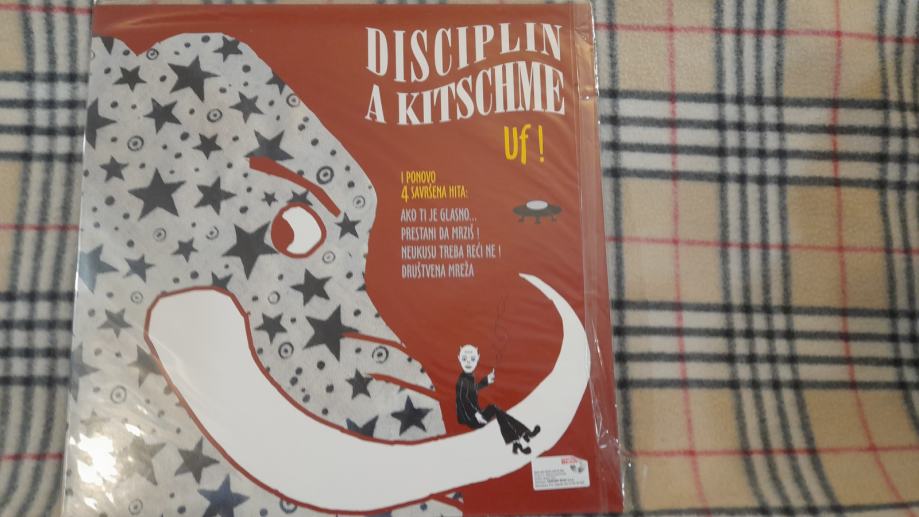 DISCIPLIN
A KITSCHME
Uf !
I PONOVO
4 SAVRŠENA HITA:
AKO TI JE GLASNO...
PRESTANI DA MRZIŠ !
NEUKUSU TREBA REĆI NE !
DRUŠTVENA MREŽA